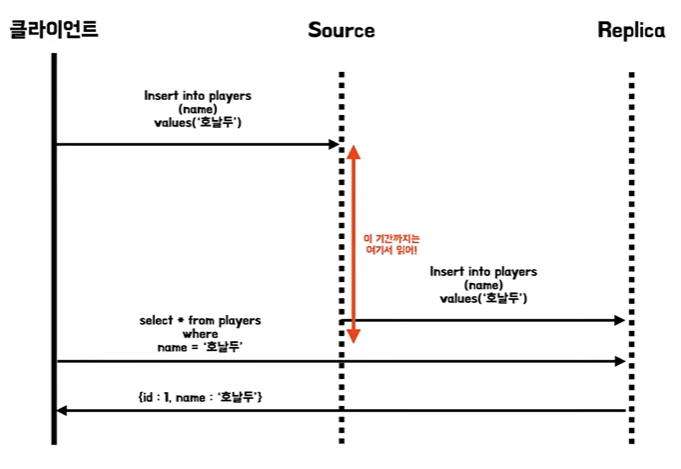 클라이언트
Source
Replica
Insert into players
(name)
values('호날두')
이 기간까지는
여기서 읽어!
Insert into players
(name)
values('호날두')
select * from players
where
name = '호날두'
{id : 1, name : '호날두'}